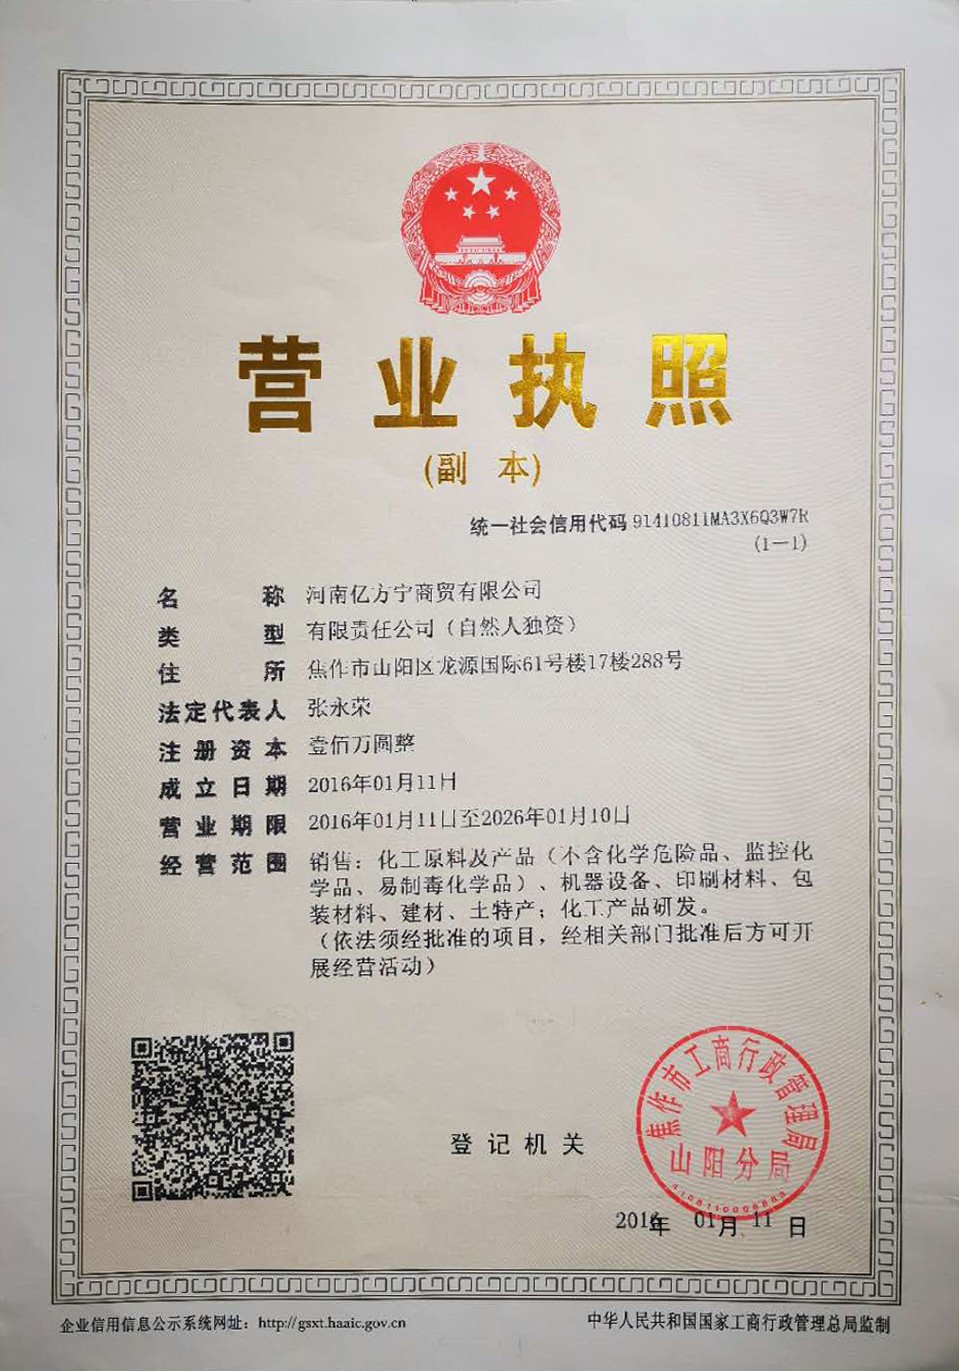 营业执照
(副 本)
统一社会信用代码 91410811MA3X6Q3W7R
(1—1)
名 称 河南亿方宁商贸有限公司
类 型 有限责任公司（自然人独资）
住 所 焦作市山阳区龙源国际61号楼17楼288号
法定代表人 张永荣
注册资本 壹佰万圆整
成立日期 2016年01月11日
营业期限 2016年01月11日至2026年01月10日
经营范围 销售：化工原料及产品（不含化学危险品、监控化
学品、易制毒化学品）、机器设备、印刷材料、包
装材料、建材、土特产；化工产品研发。
（依法须经批准的项目，经相关部门批准后方可开
展经营活动）
焦作市工商行政管理局
山阳分局
登记机关
2016年 01月 11日
企业信用信息公示系统网址：http://gsxt.haaic.gov.cn
中华人民共和国国家工商行政管理总局监制